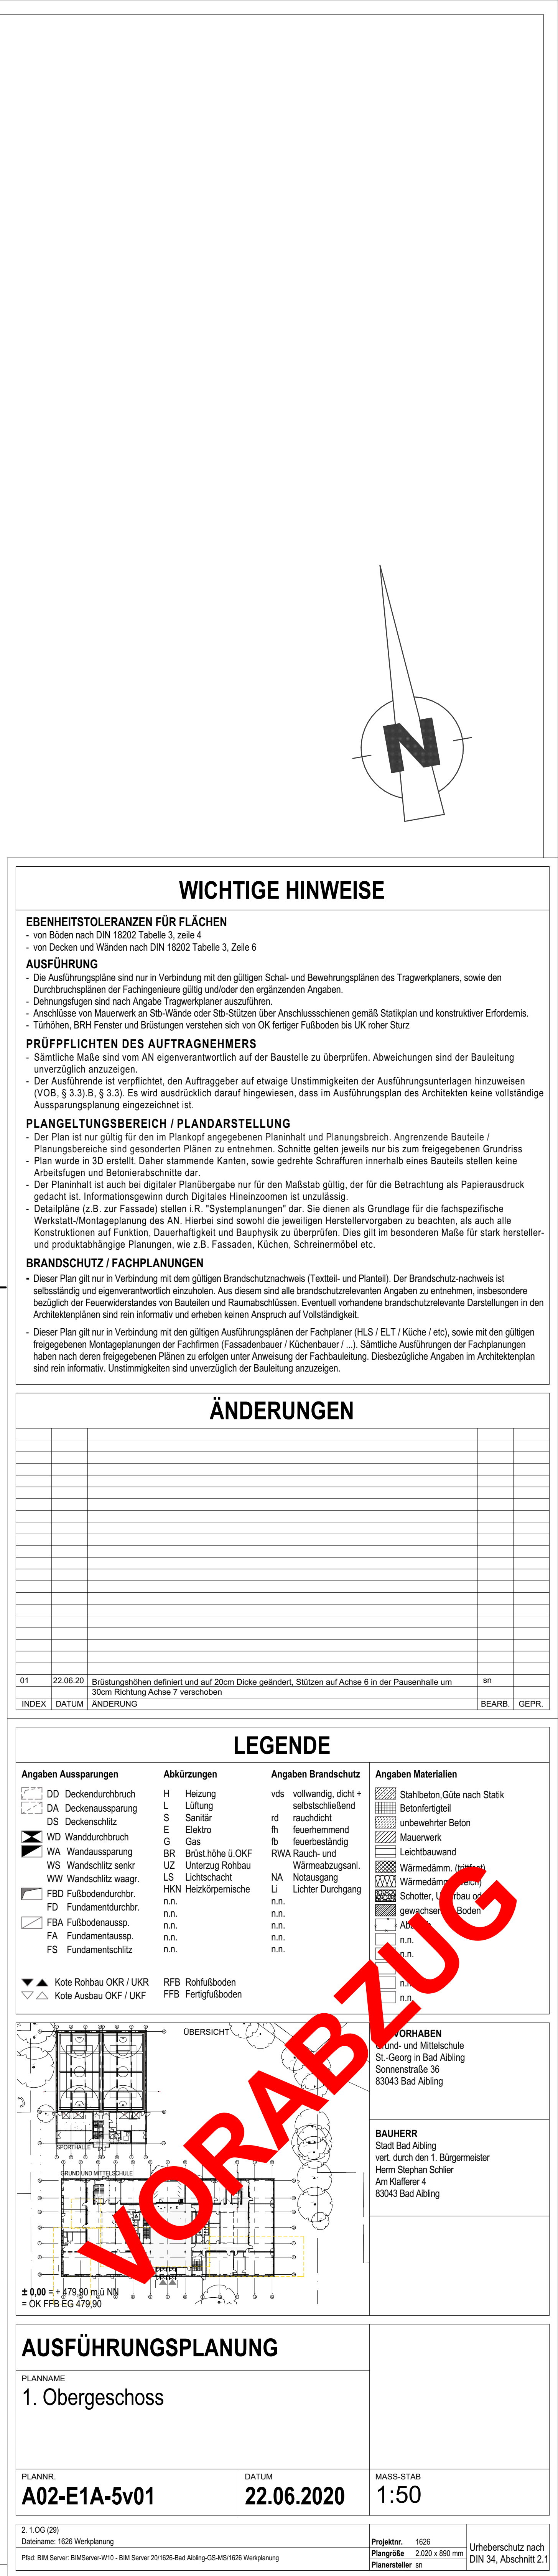 N
WICHTIGE HINWEISE
EBENHEITSTOLERANZEN FÜR FLÄCHEN
- von Böden nach DIN 18202 Tabelle 3, zeile 4
- von Decken und Wänden nach DIN 18202 Tabelle 3, Zeile 6
AUSFÜHRUNG
- Die Ausführungspläne sind nur in Verbindung mit den gültigen Schal- und Bewehrungsplänen des Tragwerkplaners, sowie den
Durchbruchsplänen der Fachingenieure gültig und/oder den ergänzenden Angaben.
- Dehnungsfugen sind nach Angabe Tragwerkplaner auszuführen.
- Anschlüsse von Mauerwerk an Stb-Wände oder Stb-Stützen über Anschlussschienen gemäß Statikplan und konstruktiver Erfordernis.
- Türhöhen, BRH Fenster und Brüstungen verstehen sich von OK fertiger Fußboden bis UK roher Sturz
PRÜFPFLICHTEN DES AUFTRAGNEHMERS
- Sämtliche Maße sind vom AN eigenverantwortlich auf der Baustelle zu überprüfen. Abweichungen sind der Bauleitung
unverzüglich anzuzeigen.
- Der Ausführende ist verpflichtet, den Auftraggeber auf etwaige Unstimmigkeiten der Ausführungsunterlagen hinzuweisen
(VOB, § 3.3).B, § 3.3). Es wird ausdrücklich darauf hingewiesen, dass im Ausführungsplan des Architekten keine vollständige
Aussparungsplanung eingezeichnet ist.
PLANGELTUNGSBEREICH / PLANDARSTELLUNG
- Der Plan ist nur gültig für den im Plankopf angegebenen Planinhalt und Planungsbreich. Angrenzende Bauteile /
Planungsbereiche sind gesonderten Plänen zu entnehmen. Schnitte gelten jeweils nur bis zum freigegebenen Grundriss
- Plan wurde in 3D erstellt. Daher stammende Kanten, sowie gedrehte Schraffuren innerhalb eines Bauteils stellen keine
Arbeitsfugen und Betonierabschnitte dar.
- Der Planinhalt ist auch bei digitaler Planübergabe nur für den Maßstab gültig, der für die Betrachtung als Papierausdruck
gedacht ist. Informationsgewinn durch Digitales Hineinzoomen ist unzulässig.
- Detailpläne (z.B. zur Fassade) stellen i.R. "Systemplanungen" dar. Sie dienen als Grundlage für die fachspezifische
Werkstatt-/Montageplanung des AN. Hierbei sind sowohl die jeweiligen Herstellervorgaben zu beachten, als auch alle
Konstruktionen auf Funktion, Dauerhaftigkeit und Bauphysik zu überprüfen. Dies gilt im besonderen Maße für stark hersteller-
und produktabhängige Planungen, wie z.B. Fassaden, Küchen, Schreinermöbel etc.
BRANDSCHUTZ / FACHPLANUNGEN
- Dieser Plan gilt nur in Verbindung mit dem gültigen Brandschutznachweis (Textteil- und Planteil). Der Brandschutz-nachweis ist
selbständig und eigenverantwortlich einzuholen. Aus diesem sind alle brandschutzrelevanten Angaben zu entnehmen, insbesondere
bezüglich der Feuerwiderstandes von Bauteilen und Raumabschlüssen. Eventuell vorhandene brandschutzrelevante Darstellungen in den
Architektenplänen sind rein informativ und erheben keinen Anspruch auf Vollständigkeit.
- Dieser Plan gilt nur in Verbindung mit den gültigen Ausführungsplänen der Fachplaner (HLS / ELT / Küche / etc), sowie mit den gültigen
freigegebenen Montageplanungen der Fachfirmen (Fassadenbauer / Küchenbauer / ...). Sämtliche Ausführungen der Fachplanungen
haben nach deren freigegebenen Plänen zu erfolgen unter Anweisung der Fachbauleitung. Diesbezügliche Angaben im Architektenplan
sind rein informativ. Unstimmigkeiten sind unverzüglich der Bauleitung anzuzeigen.
ÄNDERUNGEN
01 22.06.20 Brüstungshöhen definiert und auf 20cm Dicke geändert, Stützen auf Achse 6 in der Pausenhalle um sn
30cm Richtung Achse 7 verschoben
INDEX DATUM ÄNDERUNG BEARB. GEPR.
LEGENDE
Angaben Aussparungen
DD Deckendurchbruch
DA Deckenaussparung
DS Deckenschlitz
WD Wanddurchbruch
WA Wandaussparung
WS Wandschlitz senkr
WW Wandschlitz waagr.
FBD Fußbodendurchbr.
FD Fundamentdurchbr.
FBA Fußbodenaussp.
FA Fundamentaussp.
FS Fundamentschlitz
Kote Rohbau OKR / UKR
Kote Ausbau OKF / UKF
Abkürzungen
H Heizung
L Lüftung
S Sanitär
E Elektro
G Gas
BR Brüst.höhe ü.OKF
UZ Unterzug Rohbau
LS Lichtschacht
HKN Heizkörpernische
n.n.
n.n.
n.n.
n.n.
n.n.
RFB Rohfußboden
FFB Fertigfußboden
Angaben Brandschutz
vds vollwandig, dicht +
selbstschließend
rd rauchdicht
fh feuerhemmend
fb feuerbeständig
RWA Rauch- und
Wärmeabzugsanl.
NA Notausgang
Li Lichter Durchgang
n.n.
n.n.
n.n.
n.n.
n.n.
Angaben Materialien
Stahlbeton,Güte nach Statik
Betonfertigteil
unbewehrter Beton
Mauerwerk
Leichtbauwand
Wärmedämm. (trittfest)
Wärmedämm.
Schotter,
gewachsener Boden
n.n.
n.n.
n.n.
n.n.
VORABZUG
ÜBERSICHT
SPORTHALLE
GRUND UND MITTELSCHULE
± 0,00 = + 479,90 m ü NN
= OK FFB EG 479,90
VORHABEN
Grund- und Mittelschule
St.-Georg in Bad Aibling
Sonnenstraße 36
83043 Bad Aibling
BAUHERR
Stadt Bad Aibling
vert. durch den 1. Bürgermeister
Herrn Stephan Schlier
Am Klafferer 4
83043 Bad Aibling
AUSFÜHRUNGSPLANUNG
PLANNAME
1. Obergeschoss
PLANNR.
A02-E1A-5v01
DATUM
22.06.2020
MASS-STAB
1:50
2. 1.OG (29)
Dateiname: 1626 Werkplanung
Pfad: BIM Server: BIMServer-W10 - BIM Server 20/1626-Bad Aibling-GS-MS/1626 Werkplanung
Projektnr. 1626
Plangröße 2.020 x 890 mm
Planersteller sn
Urheberschutz nach
DIN 34, Abschnitt 2.1